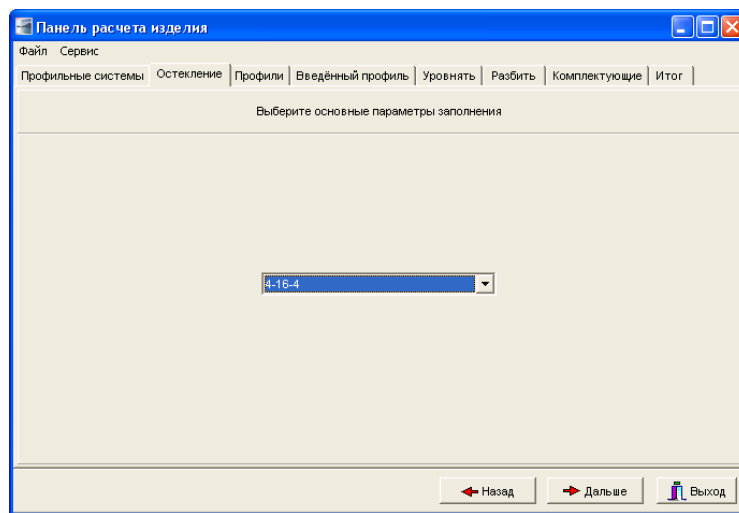 Панель расчета изделия
Файл Сервис
Профильные системы Остекление Профили Введённый профиль Уровнять Разбить Комплектующие Итог
Выберите основные параметры заполнения
4-16-4
Назад Дальше Выход